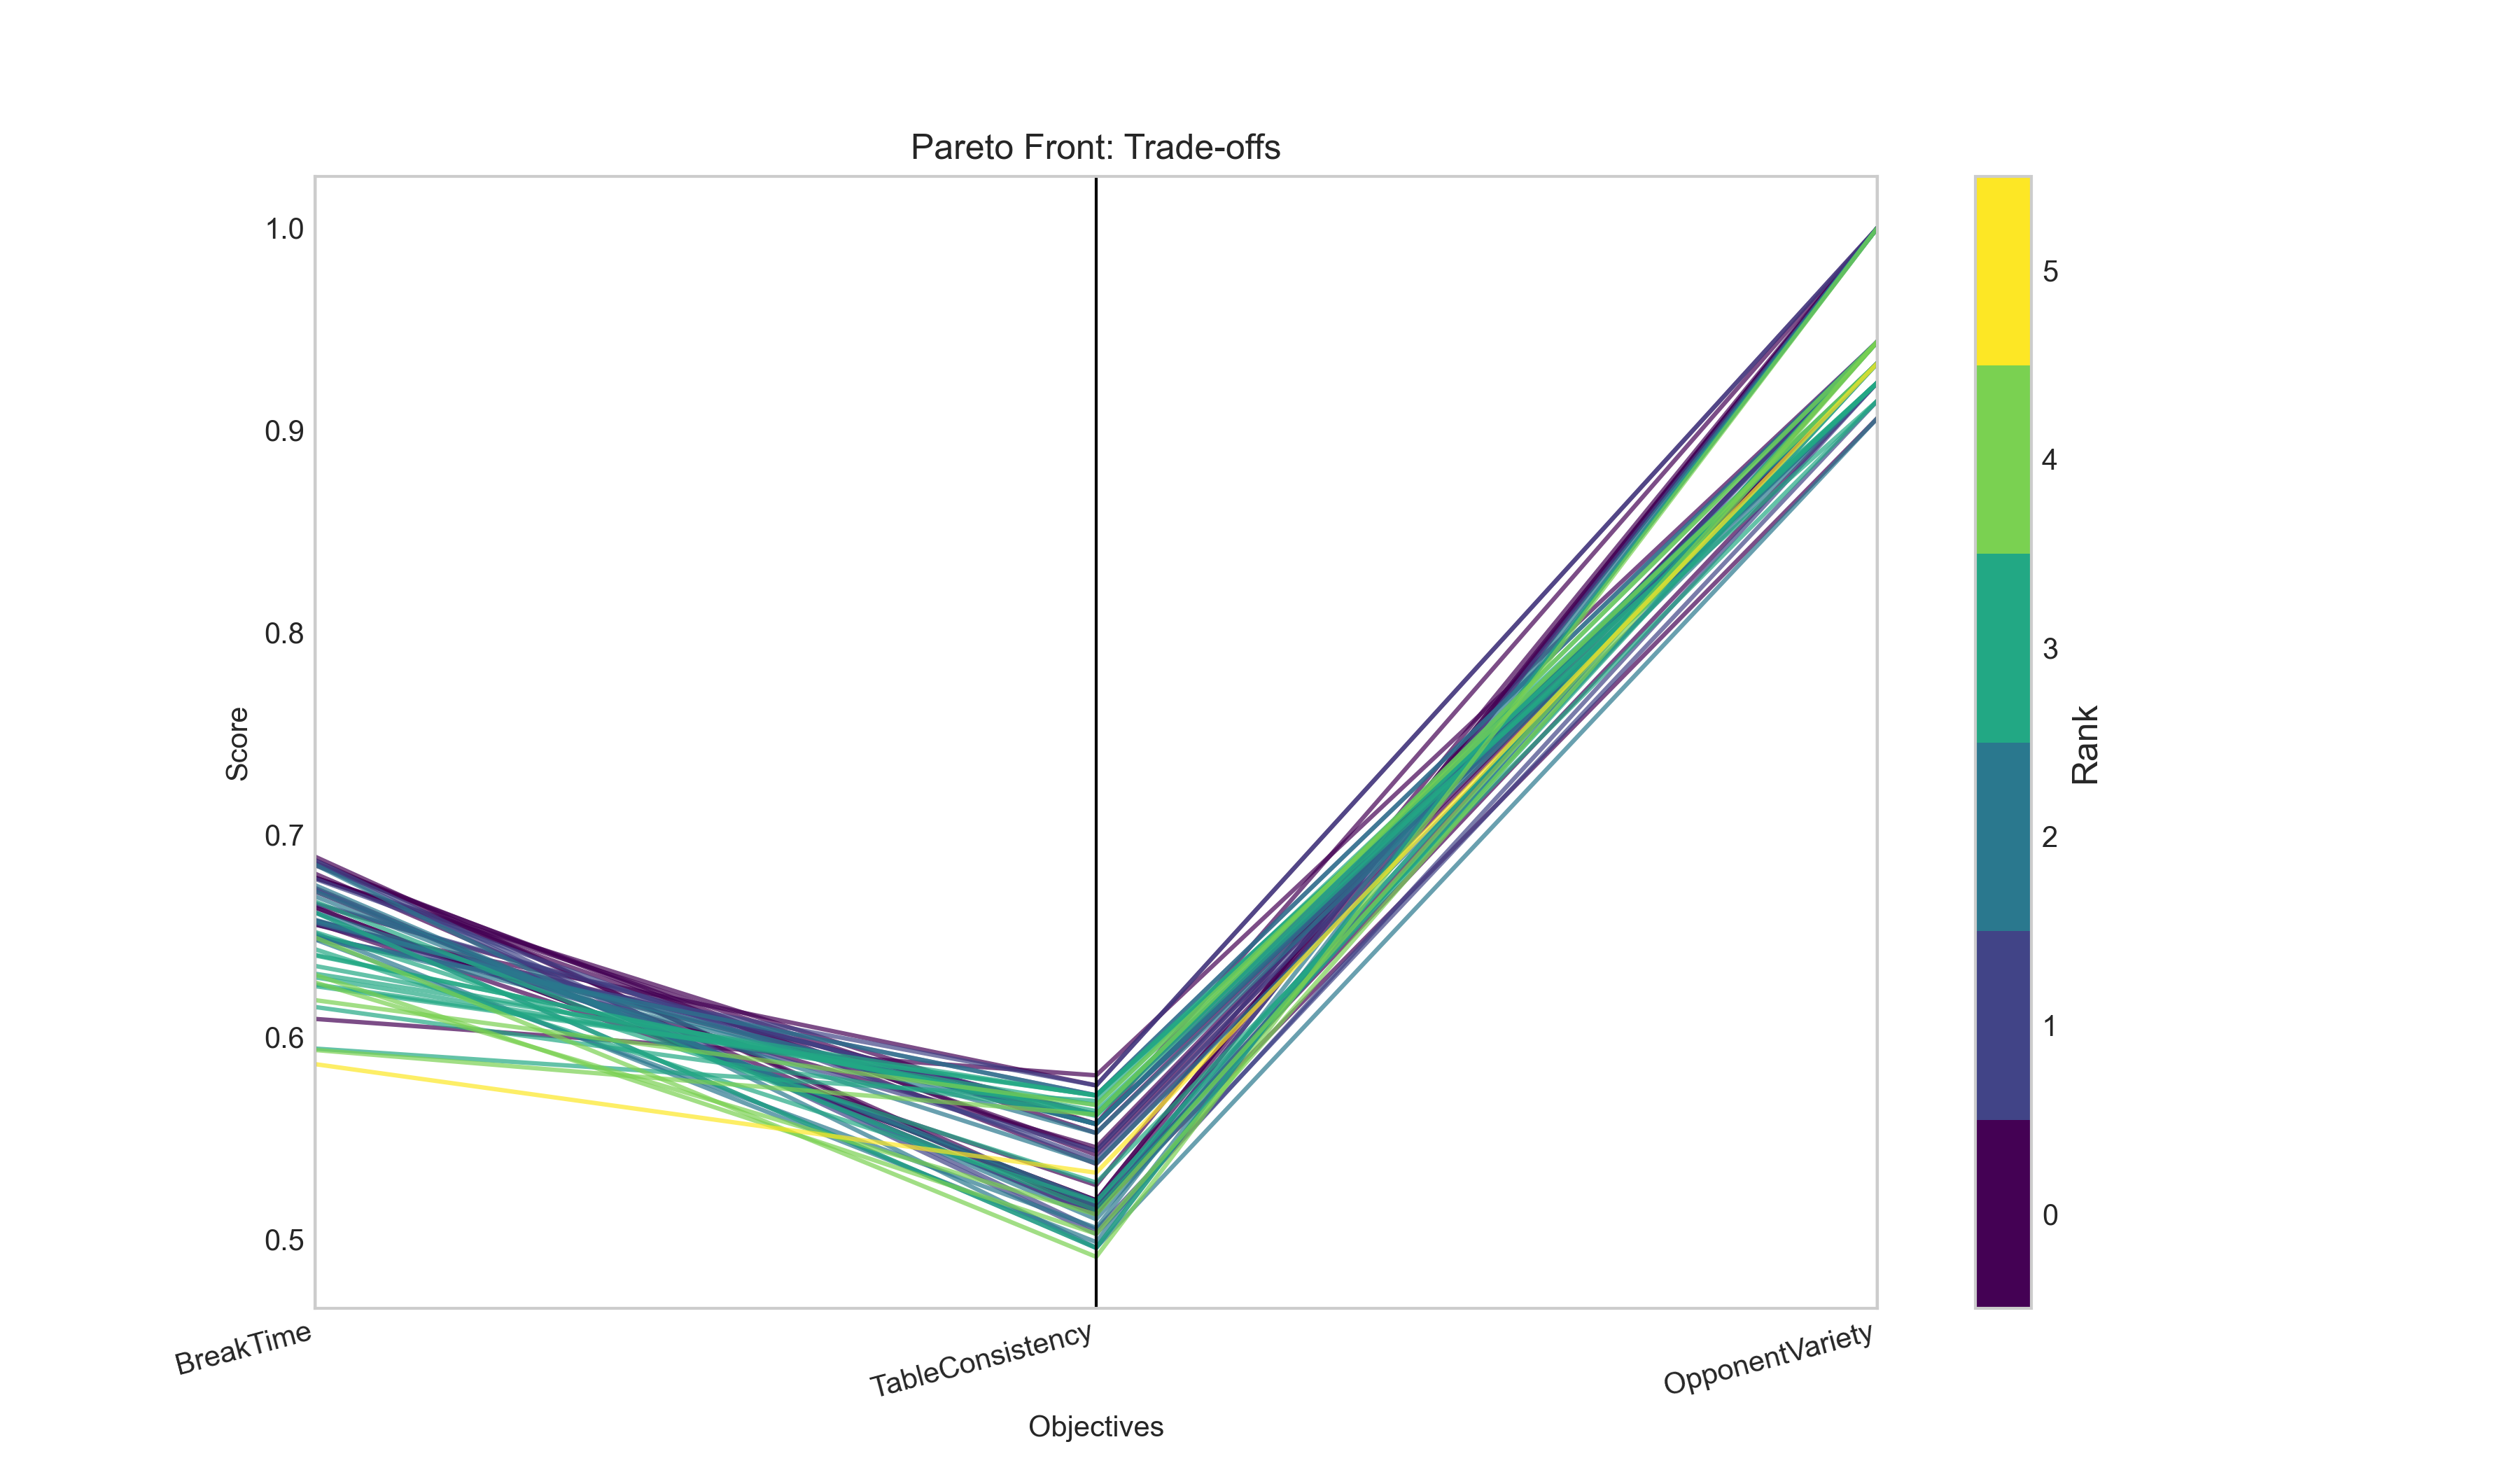 Pareto Front: Trade-offs
1.0
0.9
0.8
0.7
0.6
0.5
Score
BreakTime
TableConsistency
OpponentVariety
Objectives
5
4
3
2
1
0
Rank